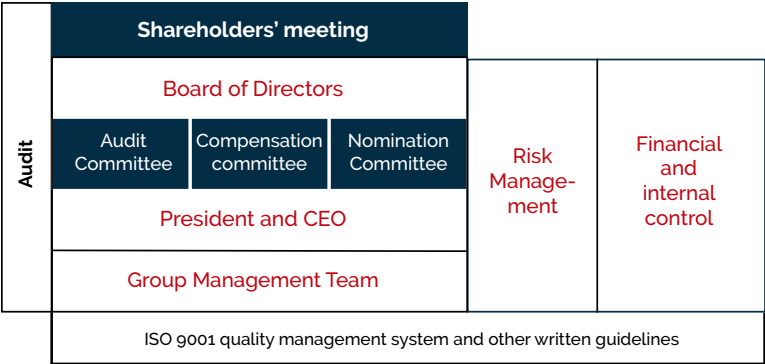 Shareholders’ meeting
Audit
Board of Directors
Audit
Committee
Compensation
committee
Nomination
Committee
President and CEO
Group Management Team
Risk
Manage-
ment
Financial
and
internal
control
ISO 9001 quality management system and other written guidelines